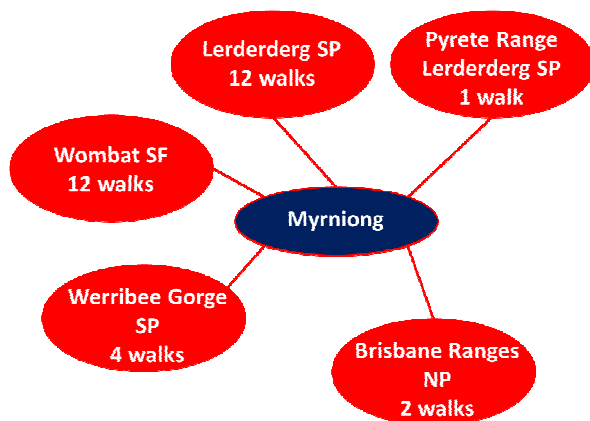 Lerderderg SP
12 walks
Pyrete Range
Lerderderg SP
1 walk
Wombat SF
12 walks
Myrniong
Werribee Gorge
SP
4 walks
Brisbane Ranges
NP
2 walks